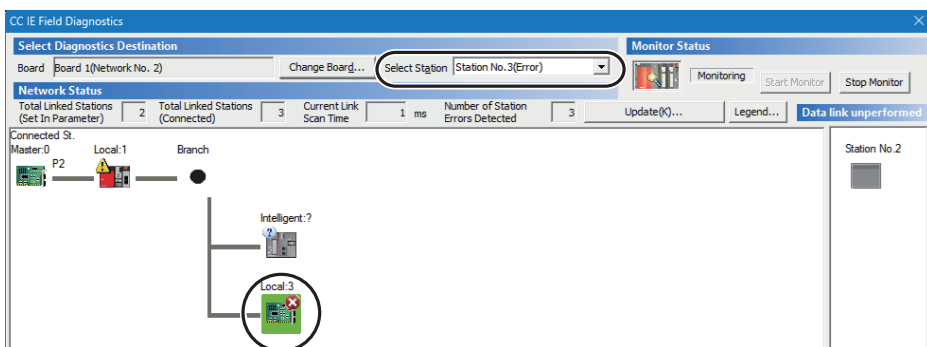 CC IE Field Diagnostics
Select Diagnostics Destination
Monitor Status
Board Board 1(Network No. 2) Change Board... Select Station Station No.3(Error)
Monitoring Start Monitor Stop Monitor
Network Status
Total Linked Stations (Set In Parameter) 2 Total Linked Stations (Connected) 3 Current Link Scan Time 1 ms Number of Station Errors Detected 3 Update(K)... Legend... Data link unperformed
Connected St.
Master:0 Local:1 Branch Station No.2
P2
Intelligent:?
?
Local:3